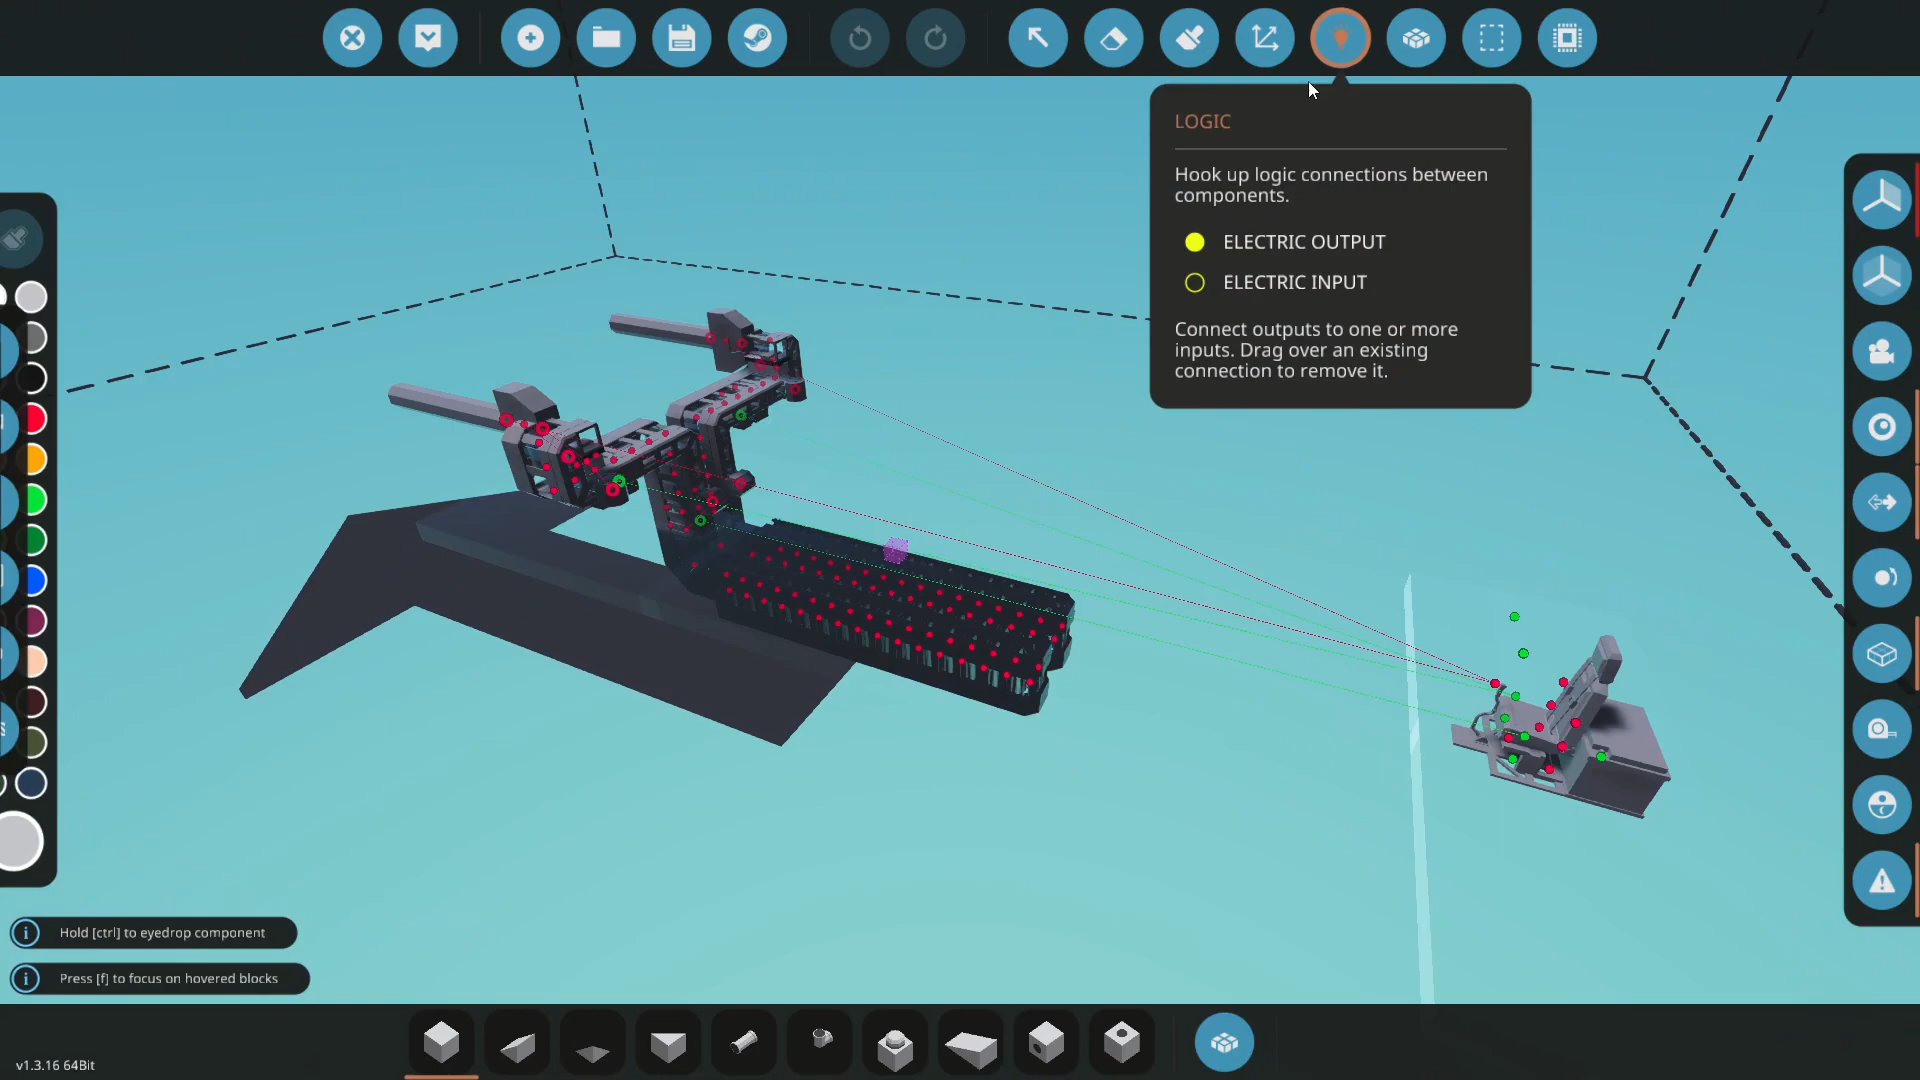 LOGIC
Hook up logic connections between
components.
ELECTRIC OUTPUT
ELECTRIC INPUT
Connect outputs to one or more
inputs. Drag over an existing
connection to remove it.
Hold [ctrl] to eyedrop component
Press [f] to focus on hovered blocks
v1.3.16 64Bit